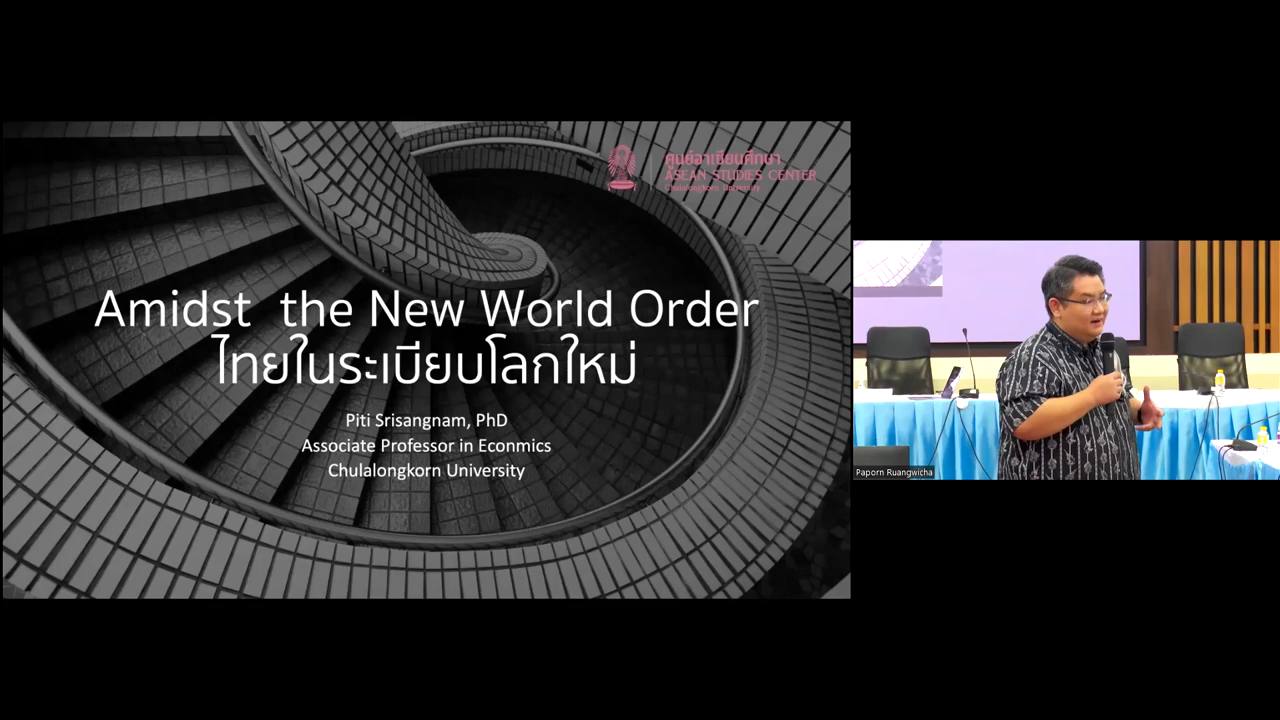 ศูนย์อาเซียนศึกษา
ASEAN STUDIES CENTER
Chulalongkorn University
Amidst the New World Order
ไทยในระเบียบโลกใหม่
Piti Srisangnam, PhD
Associate Professor in Econmics
Chulalongkorn University
Paporn Ruangwicha